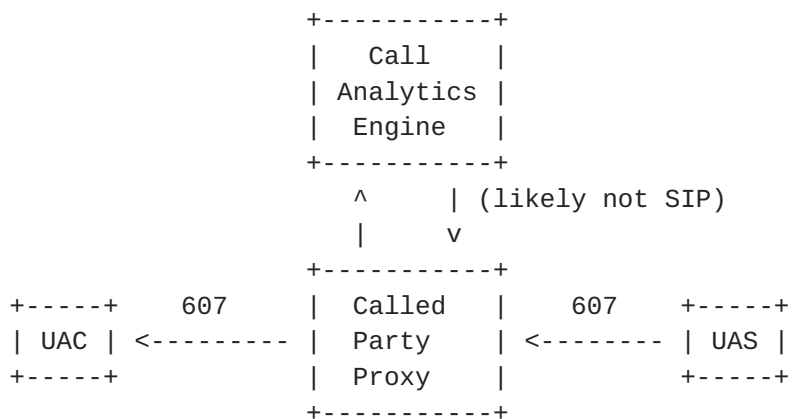 Call
Analytics
Engine
(likely not SIP)
607 Called 607
UAC Party UAS
Proxy